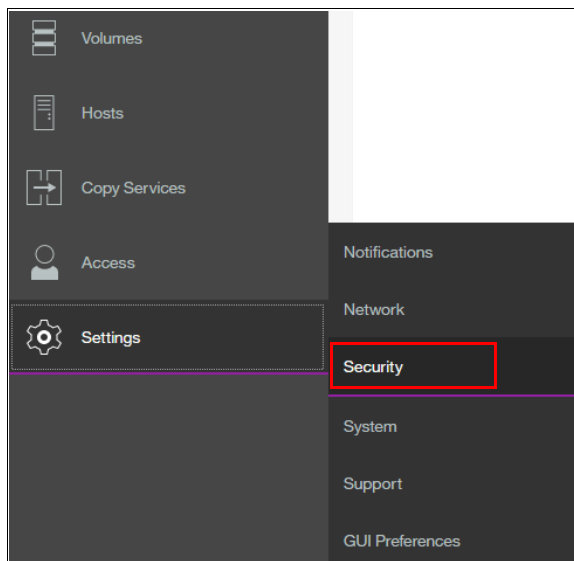 Volumes
Hosts
Copy Services
Access
Settings
Notifications
Network
Security
System
Support
GUI Preferences